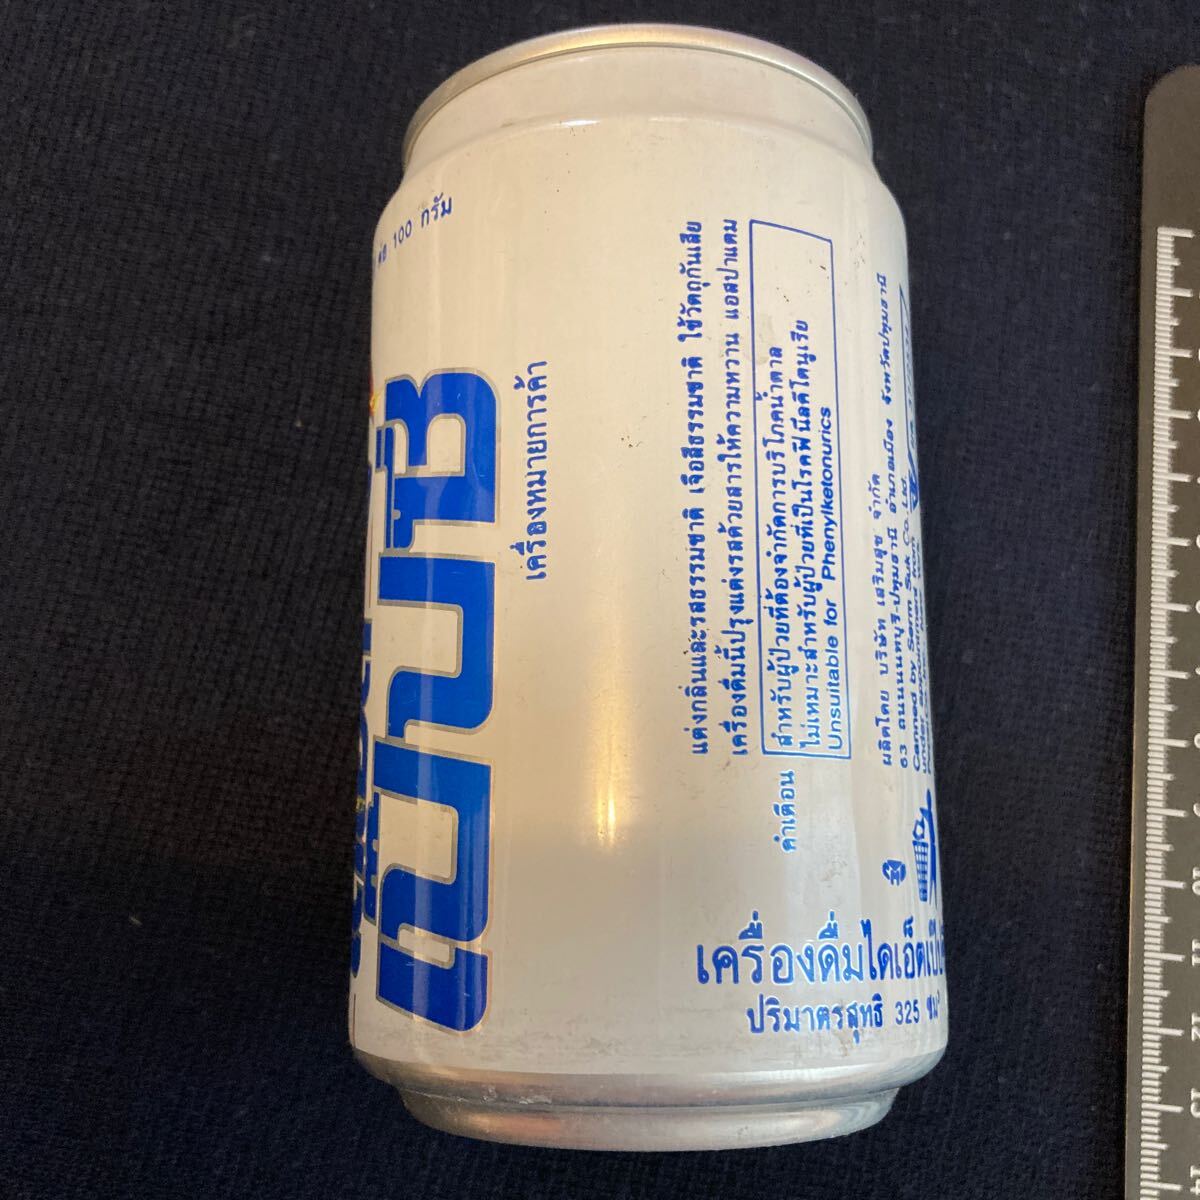 ต่อ 100 กรัม
เป๊ปซี่
เครื่องหมายการค้า
แต่งกลิ่นและรสธรรมชาติ เจือสีธรรมชาติ ใช้วัตถุกันเสีย
เครื่องดื่มนี้ปรุงแต่งรสด้วยสารให้ความหวาน แอสปาแตม
คำเตือน
สำหรับผู้ป่วยที่ต้องจำกัดการบริโภคน้ำตาล
ไม่เหมาะสำหรับผู้ป่วยที่เป็นโรคฟีนีลคีโตนูเรีย
Unsuitable for Phenylketonurics
ผลิตโดย บริษัท เสริมสุข จำกัด
63 ถนนนนทบุรี-ปทุมธานี อำเภอเมือง จังหวัดปทุมธานี
Canned by Serm Suk Co., Ltd.
under appointment from
เครื่องดื่มไดเอ็ตเป๊
ปริมาตรสุทธิ 325 ซม³